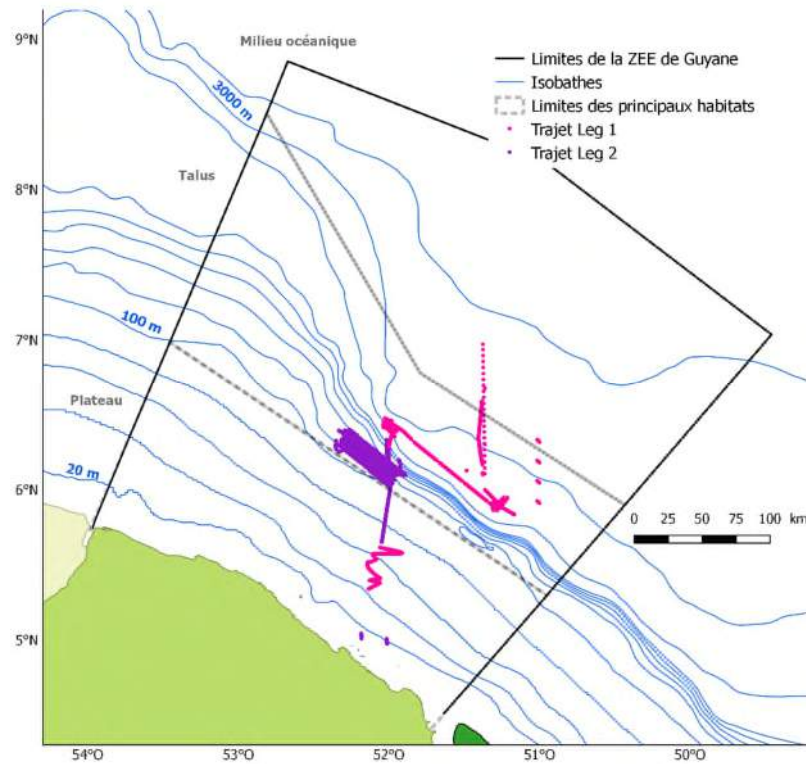 9°N
Milieu océanique
Limites de la ZEE de Guyane
Isobathes
3000 m
Limites des principaux habitats
Trajet Leg 1
Trajet Leg 2
8°N
Talus
7°N
100 m
Plateau
20 m
6°N
0 25 50 75 100 km
5°N
54°O 53°O 52°O 51°O 50°O